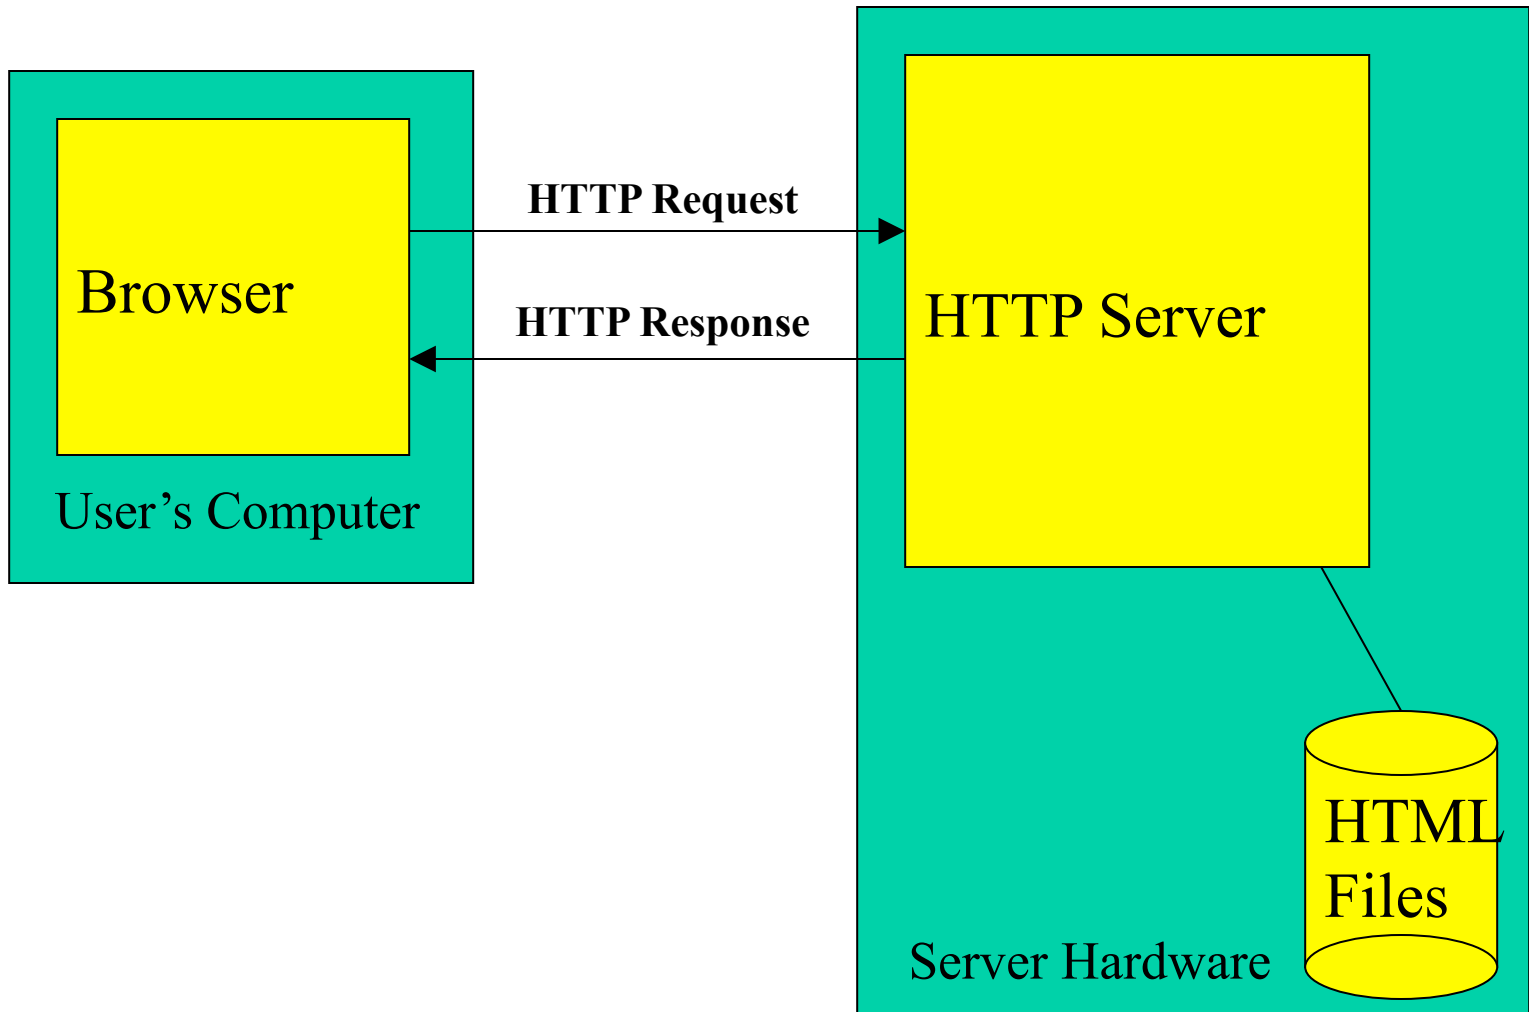 HTTP Request
Browser
HTTP Response
HTTP Server
User’s Computer
HTML
Files
Server Hardware